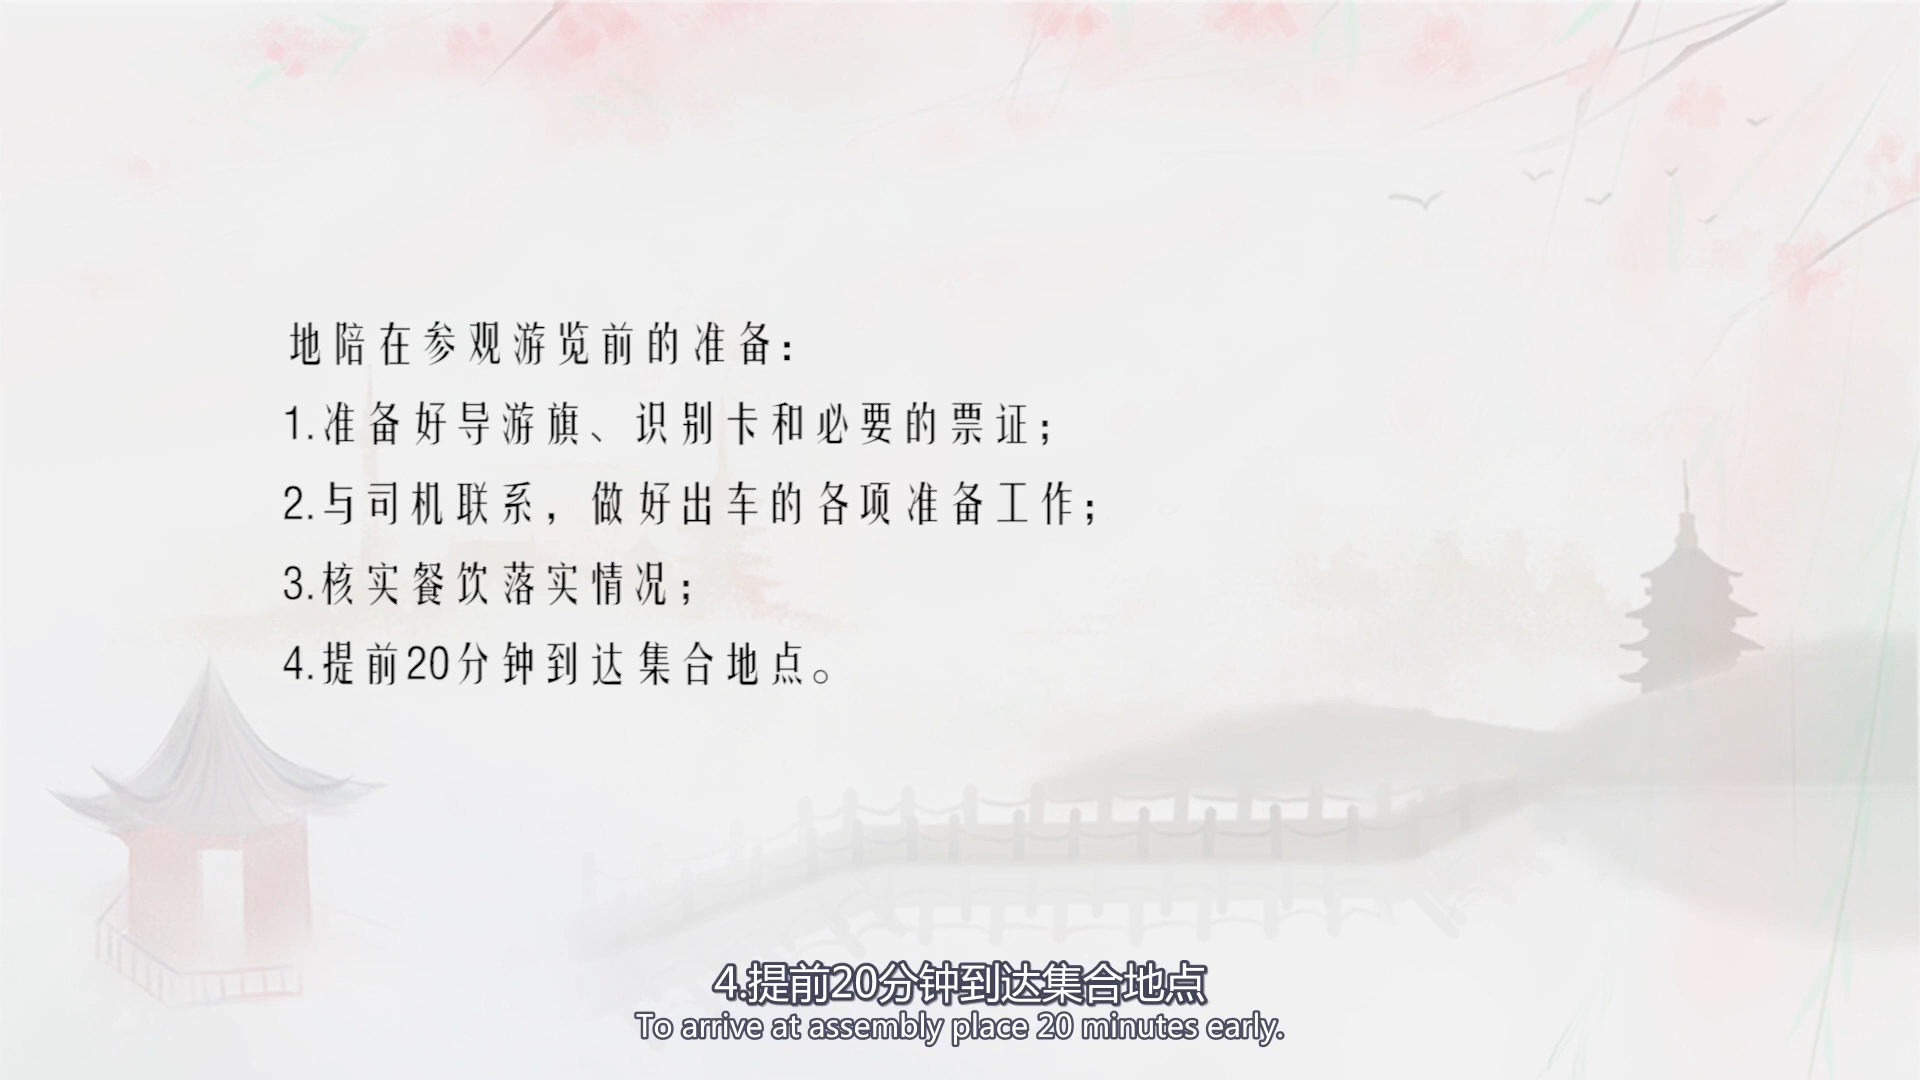 地陪在参观游览前的准备：
1.准备好导游旗、识别卡和必要的票证；
2.与司机联系，做好出车的各项准备工作；
3.核实餐饮落实情况；
4.提前20分钟到达集合地点。
4.提前20分钟到达集合地点
To arrive at assembly place 20 minutes early.